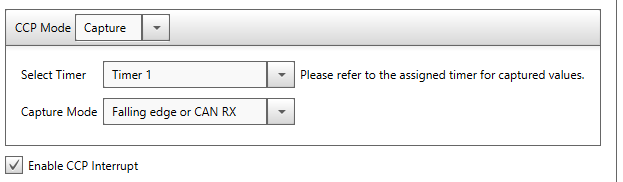 CCP Mode Capture
Select Timer Timer 1 Please refer to the assigned timer for captured values.
Capture Mode Falling edge or CAN RX
Enable CCP Interrupt